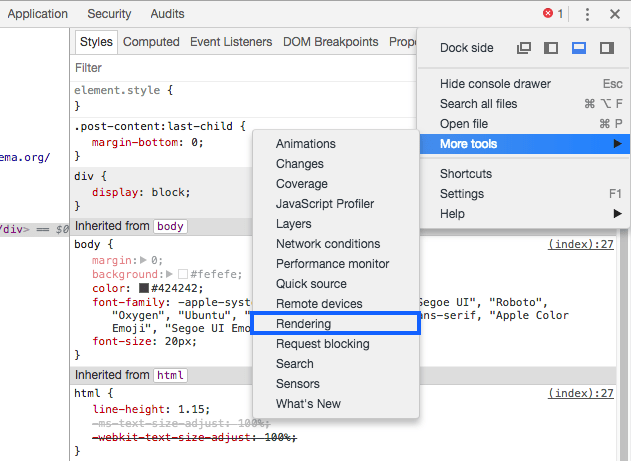 Application Security Audits 1
Styles Computed Event Listeners DOM Breakpoints Prope
Filter
element.style {
}
.post-content:last-child {
margin-bottom: 0;
}
div {
display: block;
}
Inherited from body
body { (index):27
margin: 0;
background: #fefefe;
color: #424242;
font-family: -apple-syst Segoe UI", "Roboto",
"Oxygen", "Ubuntu", " ans-serif, "Apple Color
Emoji", "Segoe UI Emo
font-size: 20px;
}
Inherited from html
html { (index):27
line-height: 1.15;
-ms-text-size-adjust: 100%;
-webkit-text-size-adjust: 100%;
}
ema.org/
/div> == $0
Dock side
Hide console drawer Esc
Search all files ⌘ ⌥ F
Open file ⌘ P
More tools
Shortcuts
Settings F1
Help
Animations
Changes
Coverage
JavaScript Profiler
Layers
Network conditions
Performance monitor
Quick source
Remote devices
Rendering
Request blocking
Search
Sensors
What's New